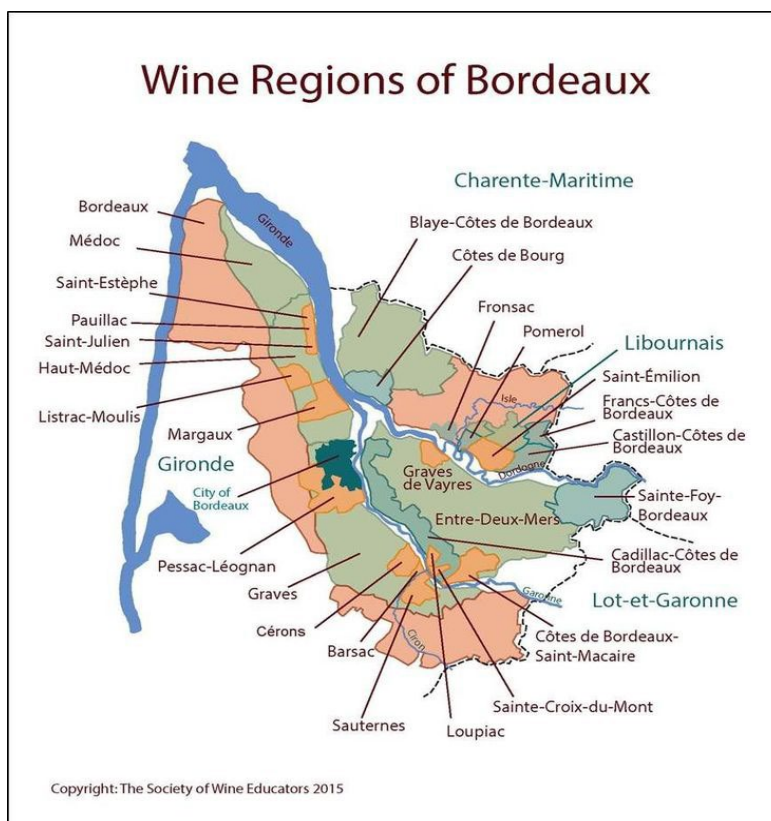 Wine Regions of Bordeaux
Charente-Maritime
Bordeaux
Gironde
Blaye-Côtes de Bordeaux
Médoc
Côtes de Bourg
Saint-Estèphe
Fronsac
Pauillac
Pomerol
Saint-Julien
Libournais
Haut-Médoc
Saint-Émilion
Isle
Francs-Côtes de
Bordeaux
Listrac-Moulis
Margaux
Castillon-Côtes de
Bordeaux
Gironde
Graves
de Vayres
Dordogne
City of
Bordeaux
Sainte-Foy-
Bordeaux
Entre-Deux-Mers
Pessac-Léognan
Cadillac-Côtes de
Bordeaux
Graves
Garonne
Lot-et-Garonne
Cérons
Ciron
Côtes de Bordeaux-
Saint-Macaire
Barsac
Sainte-Croix-du-Mont
Sauternes
Loupiac
Copyright: The Society of Wine Educators 2015